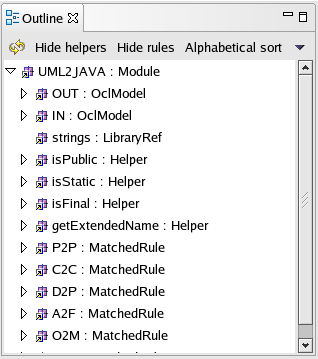 Outline
Hide helpers Hide rules Alphabetical sort
UML2JAVA : Module
OUT : OclModel
IN : OclModel
strings : LibraryRef
isPublic : Helper
isStatic : Helper
isFinal : Helper
getExtendedName : Helper
P2P : MatchedRule
C2C : MatchedRule
D2P : MatchedRule
A2F : MatchedRule
O2M : MatchedRule